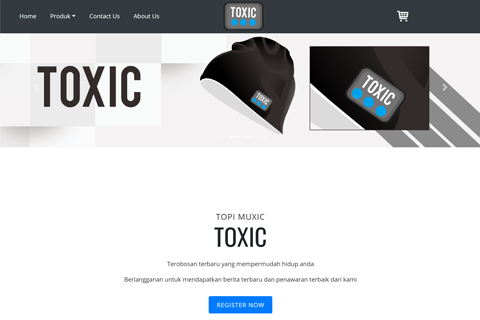 Home Produk Contact Us TOXIC About Us
TOXIC
TOXIC
TOXIC
TOPI MUXIC
TOXIC
Terobosan terbaru yang mempermudah hidup anda
Berlangganan untuk mendapatkan berita terbaru dan penawaran terbaik dari kami
REGISTER NOW